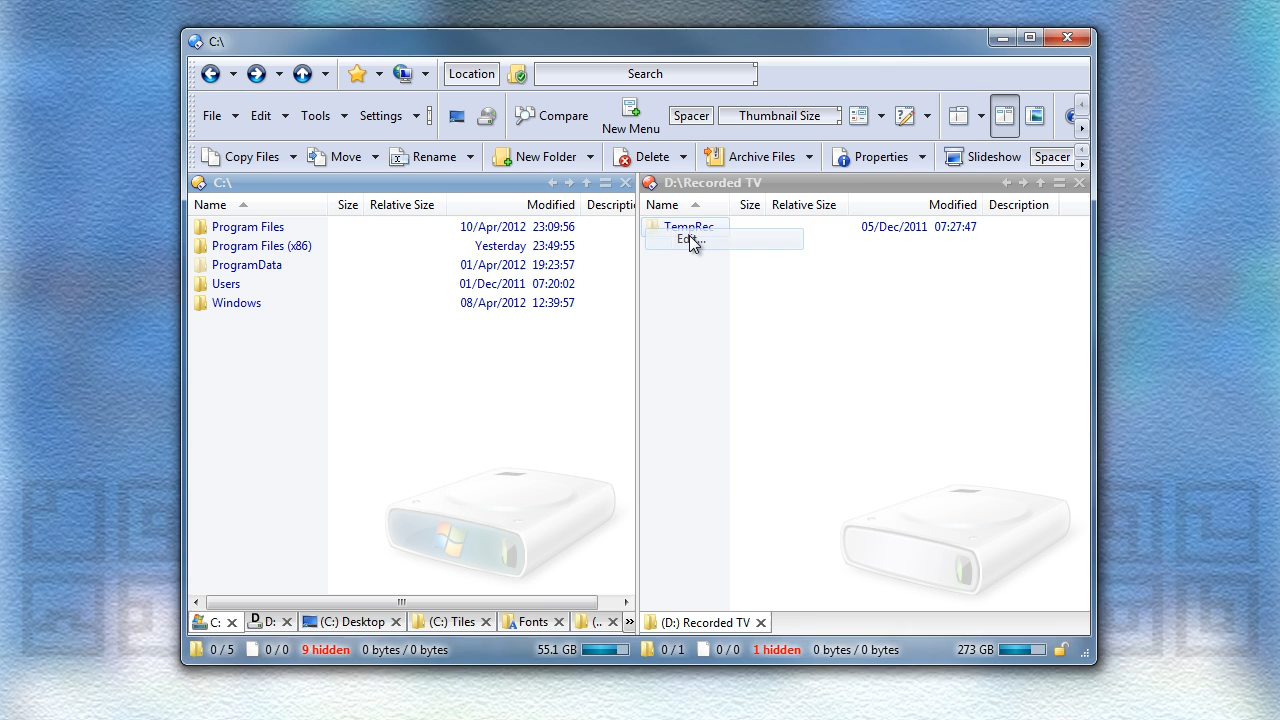 C:\
Location
Search
File Edit Tools Settings Compare New Menu Spacer Thumbnail Size
Copy Files Move Rename New Folder Delete Archive Files Properties Slideshow Spacer
C:\
D:\Recorded TV
Name Size Relative Size Modified
Name Size Relative Size Modified Description
Program Files 10/Apr/2012 23:09:56
TempRec 05/Dec/2011 07:27:47
Edit...
Program Files (x86) Yesterday 23:49:55
ProgramData 01/Apr/2012 19:23:57
Users 01/Dec/2011 07:20:02
Windows 08/Apr/2012 12:39:57
C: D: (C:) Desktop (C:) Tiles Fonts (..
(D:) Recorded TV
0 / 5 0 / 0 9 hidden 0 bytes / 0 bytes 55.1 GB
0 / 1 0 / 0 1 hidden 0 bytes / 0 bytes 273 GB